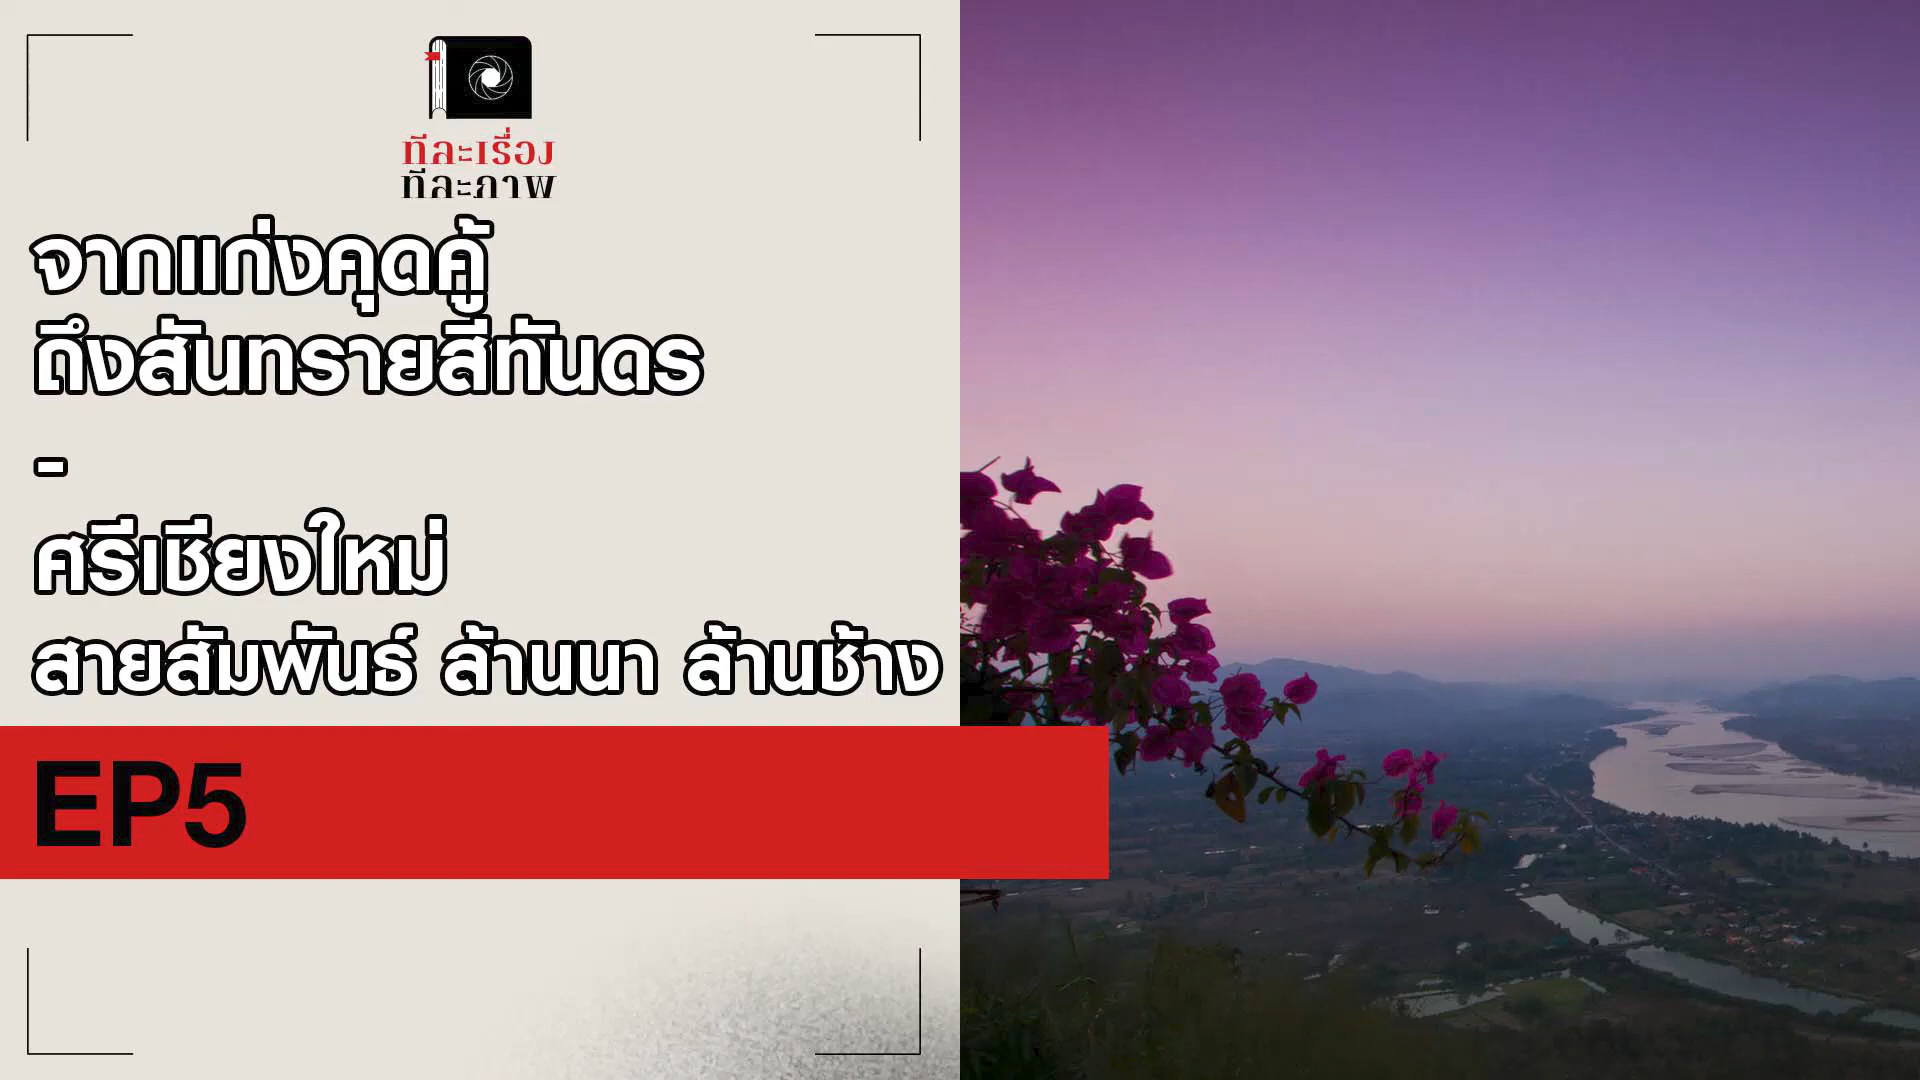 ทีละเรื่อง
ทีละภาพ
จากแก่งคุดคู้
ถึงสันทรายสีทันดร
-
ศรีเชียงใหม่
สายสัมพันธ์ ล้านนา ล้านช้าง
EP5